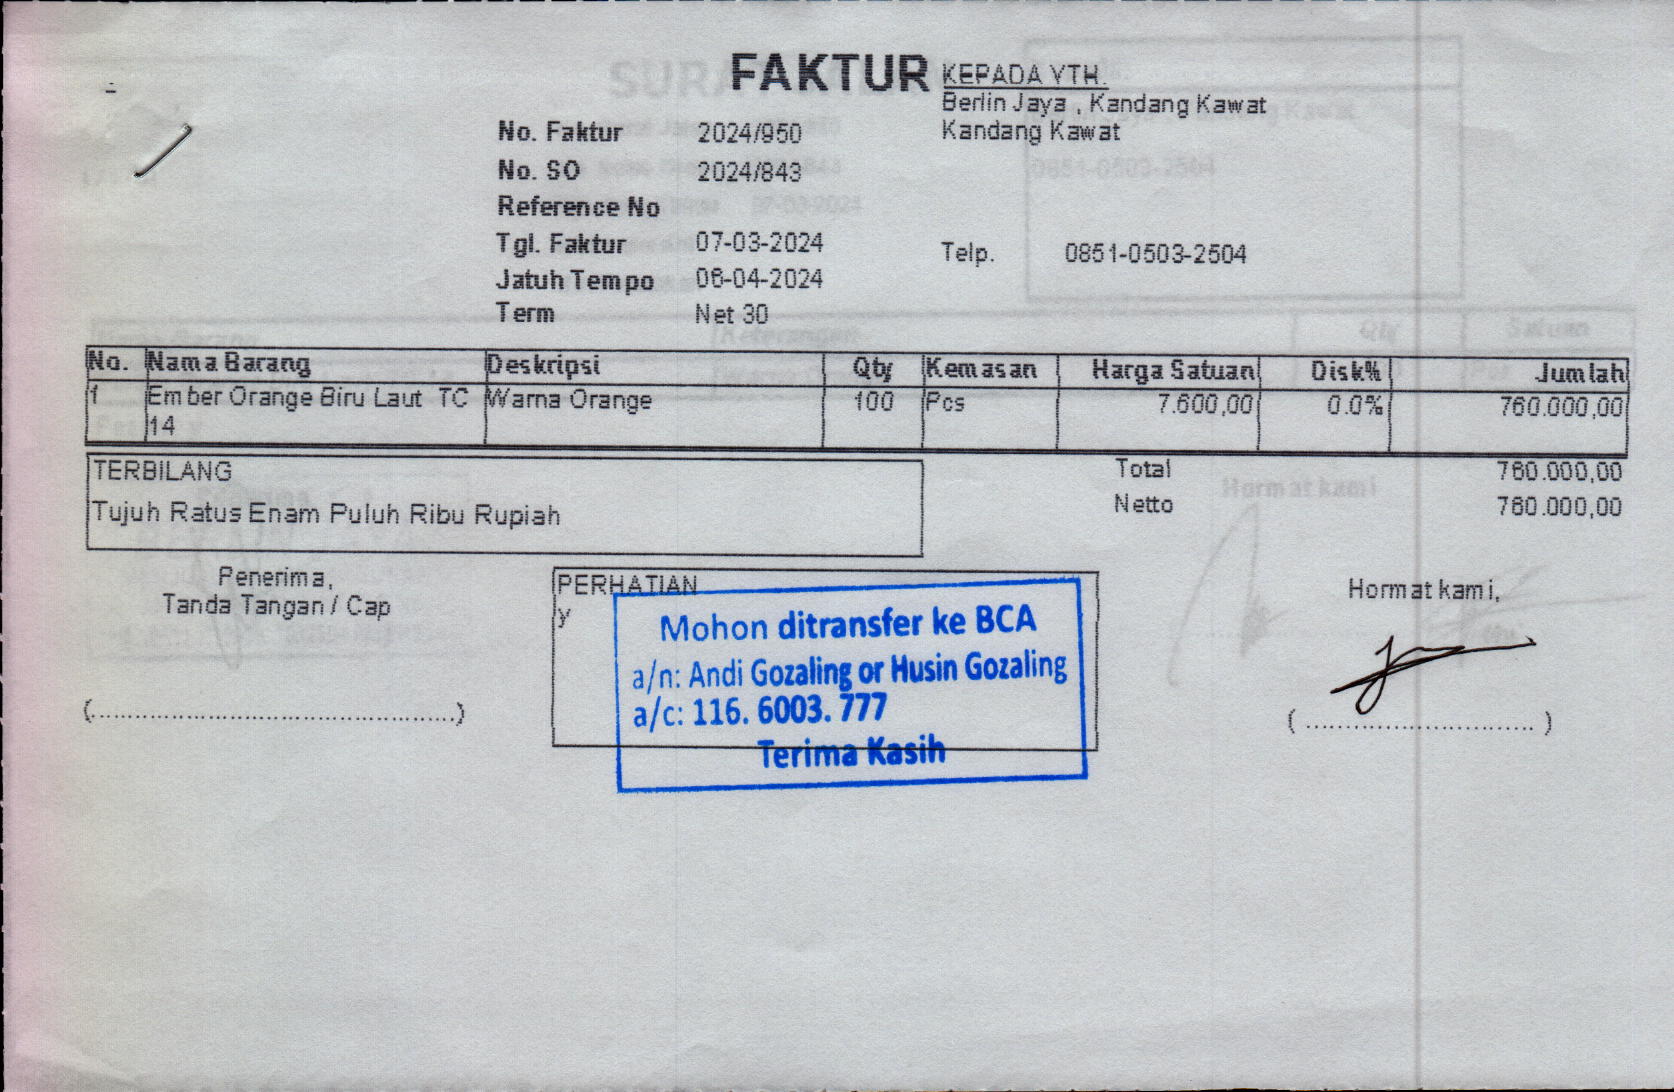 FAKTUR
KEPADA YTH.
Berlin Jaya , Kandang Kawat
Kandang Kawat
No. Faktur 2024/950
No. SO 2024/843
Reference No
Tgl. Faktur 07-03-2024
Jatuh Tempo 06-04-2024
Term Net 30
Telp. 0851-0503-2504
No. Nama Barang Deskripsi Qty Kemasan Harga Satuan Disk% Jumlah
1 Ember Orange Biru Laut TC 14 Warna Orange 100 Pcs 7.600,00 0.0% 760.000,00
TERBILANG
Tujuh Ratus Enam Puluh Ribu Rupiah
Total 760.000,00
Netto 760.000,00
Penerima,
Tanda Tangan / Cap
(..............................................)
PERHATIAN
y
Mohon ditransfer ke BCA
a/n: Andi Gozaling or Husin Gozaling
a/c: 116. 6003. 777
Terima Kasih
Hormat kami,
( ............................. )